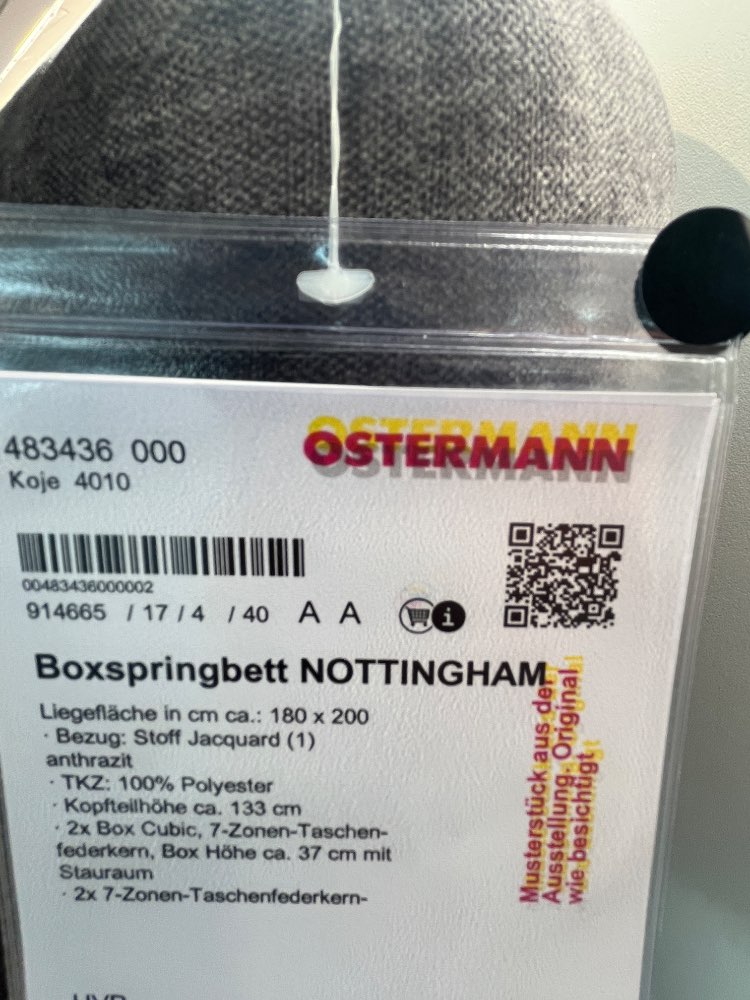 483436 000
Koje 4010
OSTERMANN
00483436000002
914665 / 17 / 4 / 40 A A
i
Boxspringbett NOTTINGHAM
Liegefläche in cm ca.: 180 x 200
· Bezug: Stoff Jacquard (1)
anthrazit
· TKZ: 100% Polyester
· Kopfteilhöhe ca. 133 cm
· 2x Box Cubic, 7-Zonen-Taschen-
federkern, Box Höhe ca. 37 cm mit
Stauraum
· 2x 7-Zonen-Taschenfederkern-
Musterstück aus der
Ausstellung. Original
wie besichtigt